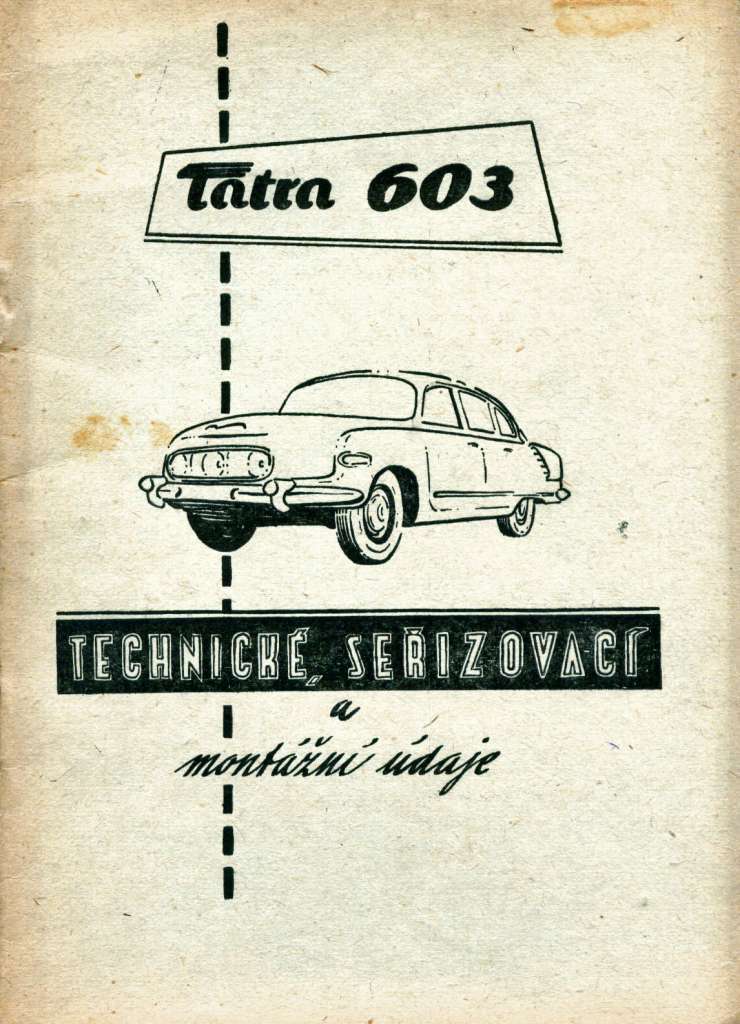 Tatra 603
TECHNICKÉ, SEŘIZOVACÍ
a
montážní údaje